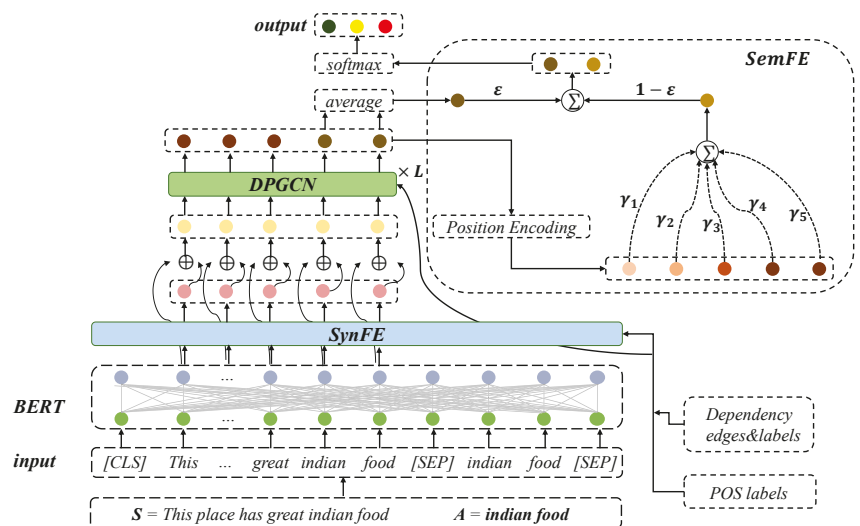 output
softmax
average
SemFE
ε
Σ
1 − ε
Σ
DPGCN
× L
γ1
γ2
γ3
γ4
γ5
Position Encoding
SynFE
...
BERT
...
Dependency
edges&labels
input
[CLS] This ... great indian food [SEP] indian food [SEP]
POS labels
S = This place has great indian food A = indian food